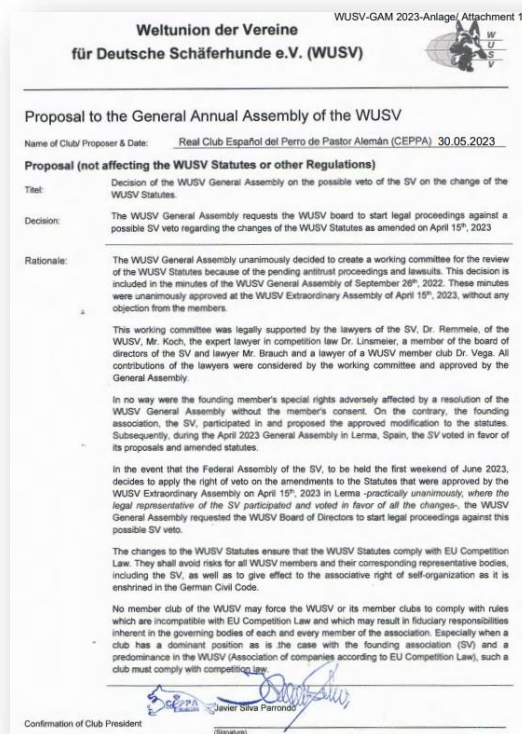 WUSV-GAM 2023-Anlage/ Attachment 1
Weltunion der Vereine
für Deutsche Schäferhunde e.V. (WUSV)
W
U
S
V
Proposal to the General Annual Assembly of the WUSV
Name of Club/ Proposer & Date: Real Club Español del Perro de Pastor Alemán (CEPPA) 30.05.2023
Proposal (not affecting the WUSV Statutes or other Regulations)
Titel: Decision of the WUSV General Assembly on the possible veto of the SV on the change of the
WUSV Statutes.
Decision: The WUSV General Assembly requests the WUSV board to start legal proceedings against a
possible SV veto regarding the changes of the WUSV Statutes as amended on April 15th, 2023
Rationale: The WUSV General Assembly unanimously decided to create a working committee for the review
of the WUSV Statutes because of the pending antitrust proceedings and lawsuits. This decision is
included in the minutes of the WUSV General Assembly of September 26th, 2022. These minutes
were unanimously approved at the WUSV Extraordinary Assembly of April 15th, 2023, without any
objection from the members.
This working committee was legally supported by the lawyers of the SV, Dr. Remmele, of the
WUSV, Mr. Koch, the expert lawyer in competition law Dr. Linsmeier, a member of the board of
directors of the SV and lawyer Mr. Brauch and a lawyer of a WUSV member club Dr. Vega. All
contributions of the lawyers were considered by the working committee and approved by the
General Assembly.
In no way were the founding member's special rights adversely affected by a resolution of the
WUSV General Assembly without the member's consent. On the contrary, the founding
association, the SV, participated in and proposed the approved modification to the statutes.
Subsequently, during the April 2023 General Assembly in Lerma, Spain, the SV voted in favor of
its proposals and amended statutes.
In the event that the Federal Assembly of the SV, to be held the first weekend of June 2023,
decides to apply the right of veto on the amendments to the Statutes that were approved by the
WUSV Extraordinary Assembly on April 15th, 2023 in Lerma -practically unanimously, where the
legal representative of the SV participated and voted in favor of all the changes-, the WUSV
General Assembly requested the WUSV Board of Directors to start legal proceedings against this
possible SV veto.
The changes to the WUSV Statutes ensure that the WUSV Statutes comply with EU Competition
Law. They shall avoid risks for all WUSV members and their corresponding representative bodies,
including the SV, as well as to give effect to the associative right of self-organization as it is
enshrined in the German Civil Code.
No member club of the WUSV may force the WUSV or its member clubs to comply with rules
which are incompatible with EU Competition Law and which may result in fiduciary responsibilities
inherent in the governing bodies of each and every member of the association. Especially when a
club has a dominant position as is the case with the founding association (SV) and a
predominance in the WUSV (Association of companies according to EU Competition Law), such a
club must comply with competition law.
CEPPA
Javier Silva Parrondo
Confirmation of Club President
(Signature)